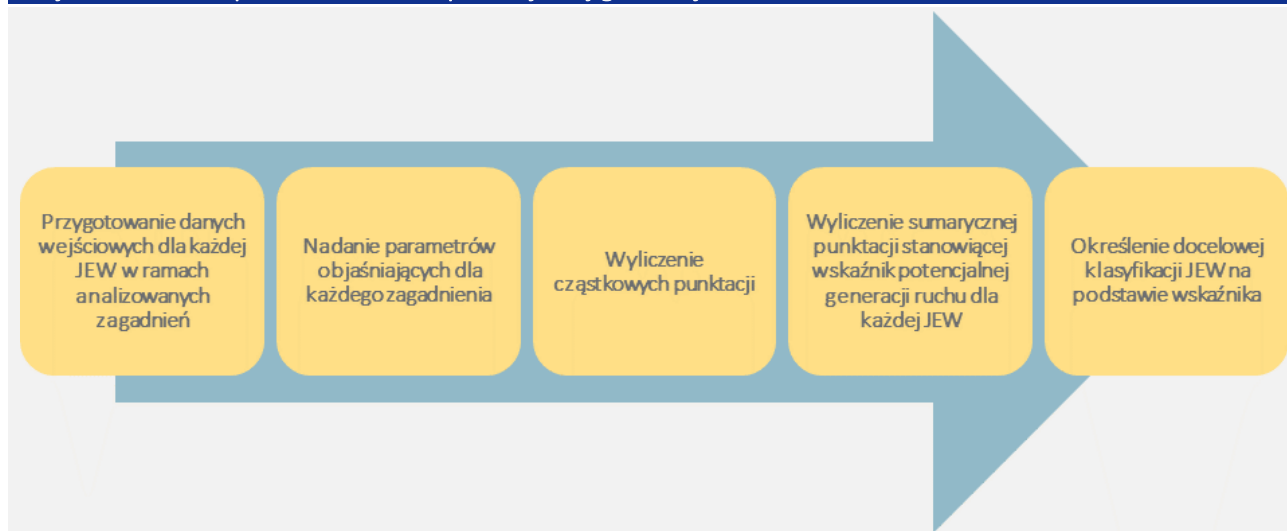 Przygotowanie danych
wejściowych dla każdej
JEW w ramach
analizowanych
zagadnień
Nadanie parametrów
objaśniających dla
każdego zagadnienia
Wyliczenie
cząstkowych punktacji
Wyliczenie sumarycznej
punktacji stanowiącej
wskaźnik potencjalnej
generacji ruchu dla
każdej JEW
Określenie docelowej
klasyfikacji JEW na
podstawie wskaźnika